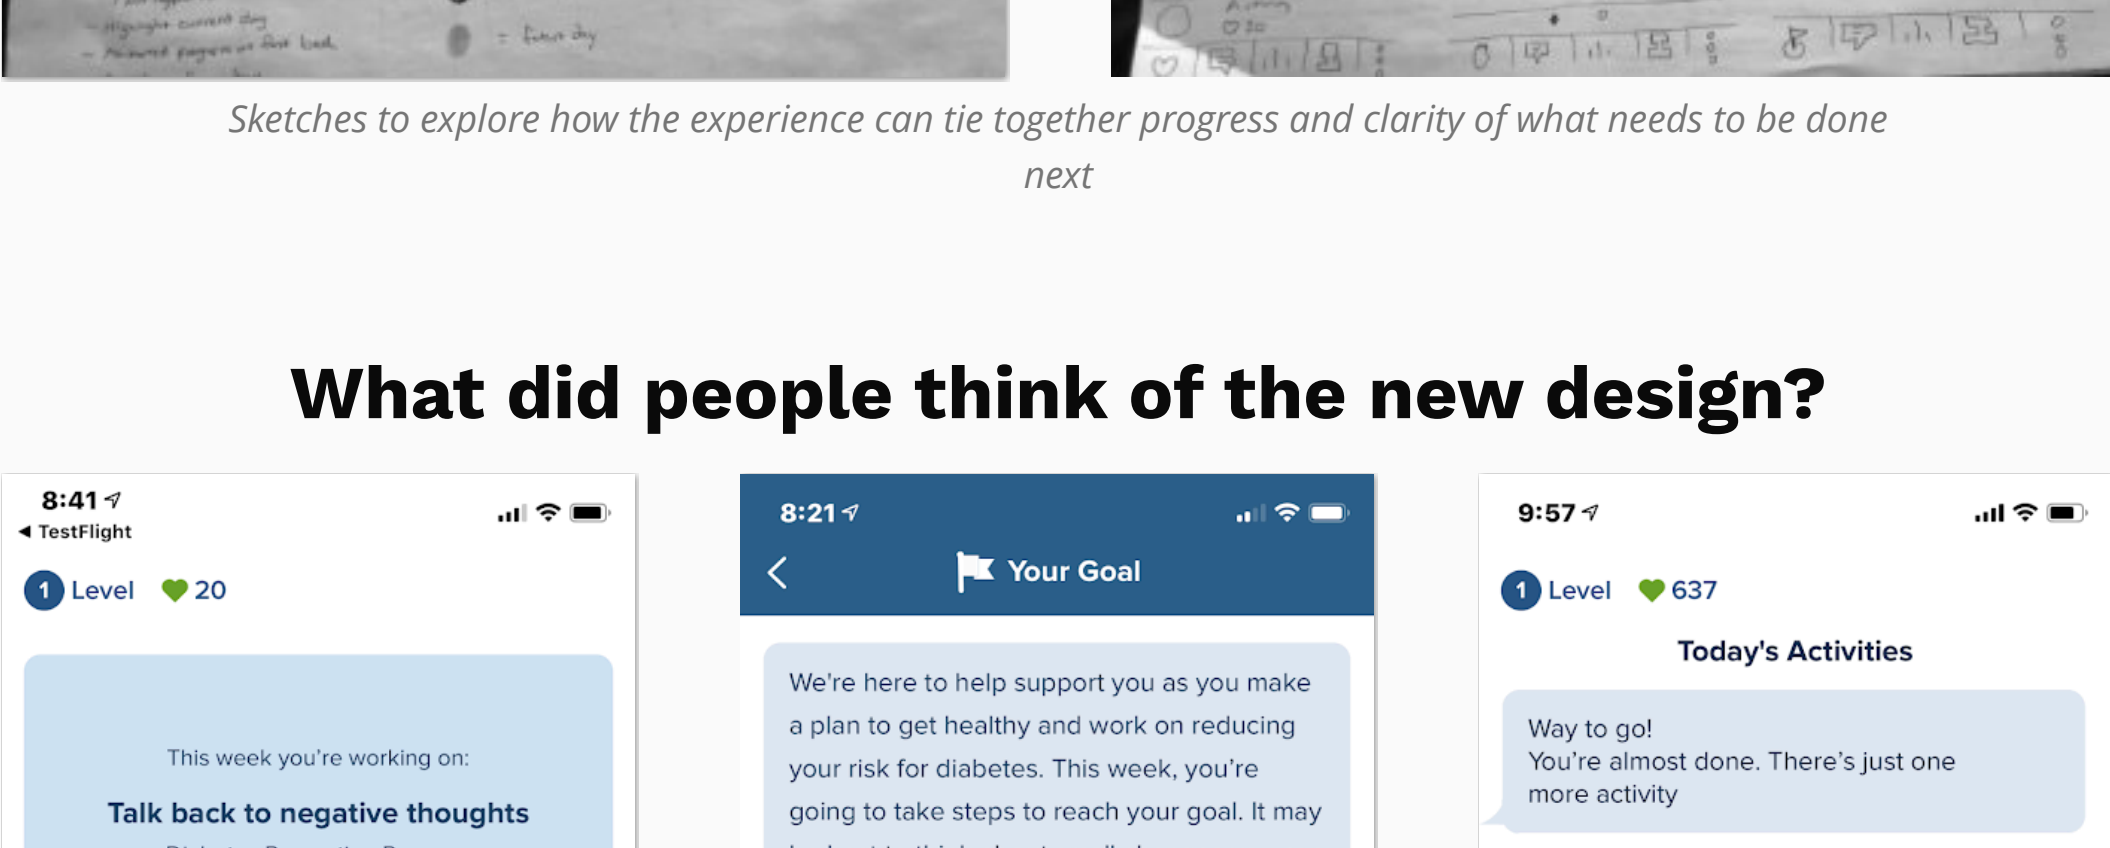 - Highlight current day
= future day
Sketches to explore how the experience can tie together progress and clarity of what needs to be done
next
What did people think of the new design?
8:41
◀ TestFlight
1 Level 20
This week you're working on:
Talk back to negative thoughts
8:21
Your Goal
We're here to help support you as you make
a plan to get healthy and work on reducing
your risk for diabetes. This week, you're
going to take steps to reach your goal. It may
9:57
1 Level 637
Today's Activities
Way to go!
You're almost done. There's just one
more activity